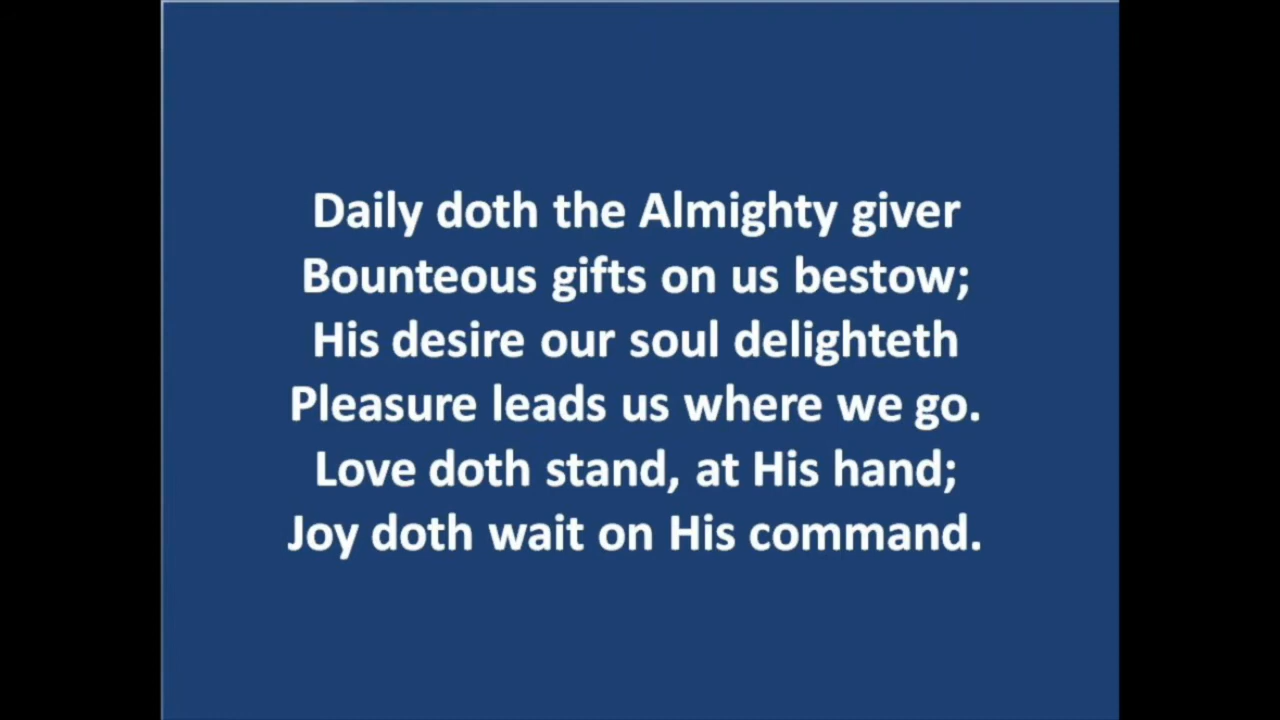 Daily doth the Almighty giver
Bounteous gifts on us bestow;
His desire our soul delighteth
Pleasure leads us where we go.
Love doth stand, at His hand;
Joy doth wait on His command.